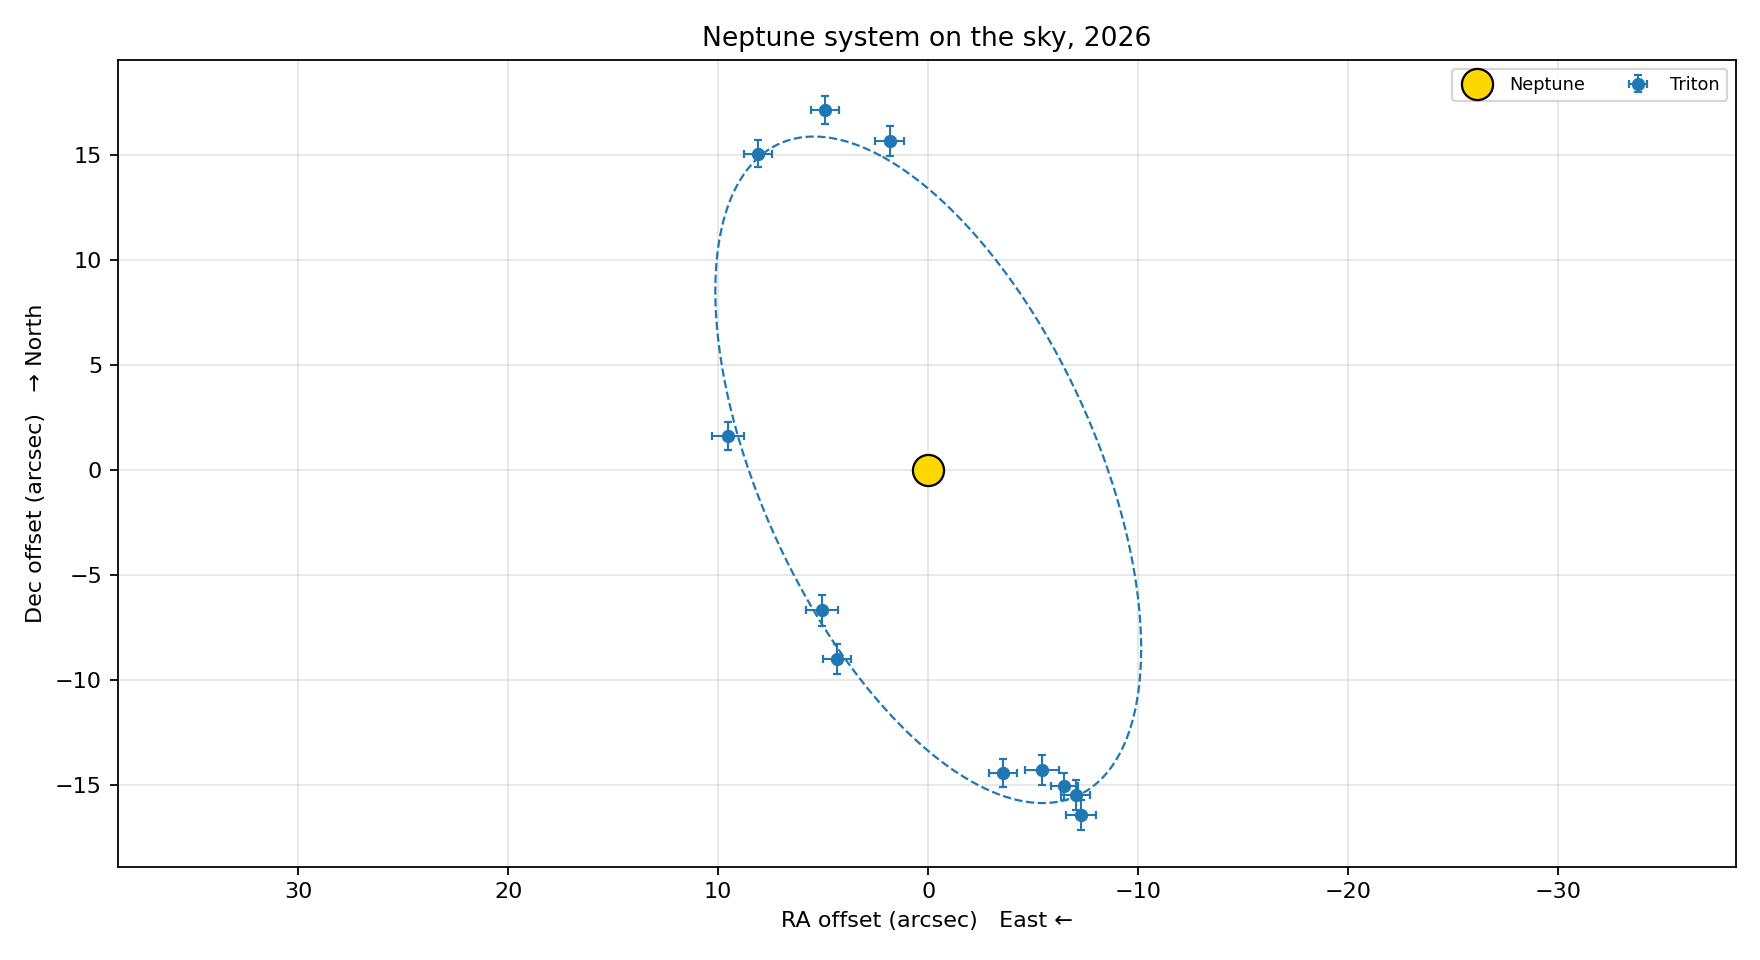 Neptune system on the sky, 2026
Neptune
Triton
15
10
5
0
−5
−10
−15
Dec offset (arcsec) → North
30
20
10
0
−10
−20
−30
RA offset (arcsec) East ←